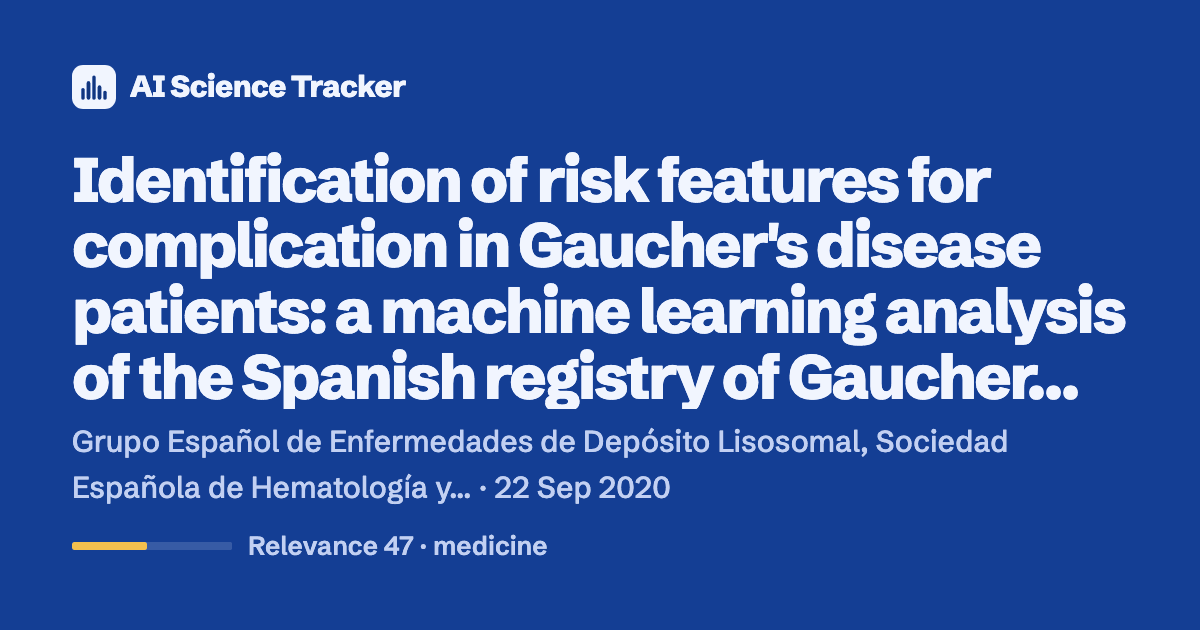 AI Science Tracker
Identification of risk features for
complication in Gaucher's disease
patients: a machine learning analysis
of the Spanish registry of Gaucher...
Grupo Español de Enfermedades de Depósito Lisosomal, Sociedad
Española de Hematología y... · 22 Sep 2020
Relevance 47 · medicine